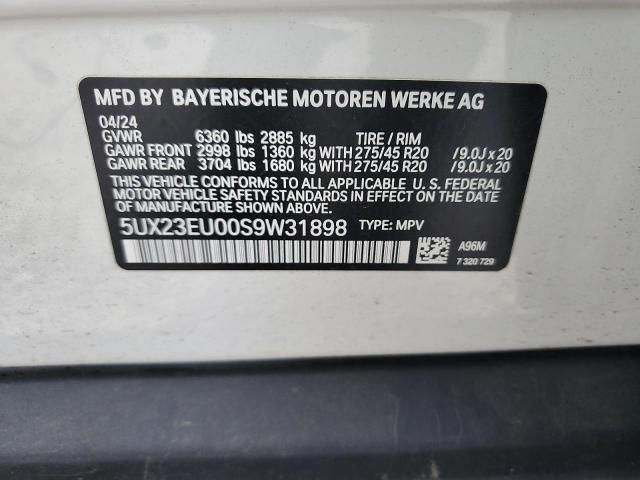 MFD BY BAYERISCHE MOTOREN WERKE AG
04/24
GVWR 6360 lbs 2885 kg TIRE / RIM
GAWR FRONT 2998 lbs 1360 kg WITH 275/45 R20 /9.0J x 20
GAWR REAR 3704 lbs 1680 kg WITH 275/45 R20 /9.0J x 20
THIS VEHICLE CONFORMS TO ALL APPLICABLE U. S. FEDERAL
MOTOR VEHICLE SAFETY STANDARDS IN EFFECT ON THE DATE
OF MANUFACTURE SHOWN ABOVE.
5UX23EU00S9W31898 TYPE: MPV
A96M
7 320 729